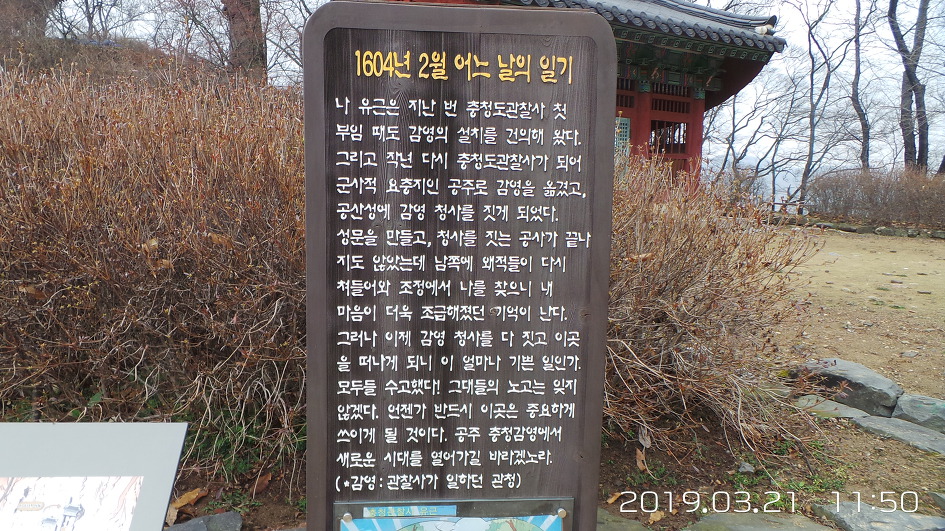 1604년 2월 어느 날의 일기
나 유근은 지난 번 충청도관찰사 첫
부임 때도 감영의 설치를 건의해 왔다.
그리고 작년 다시 충청도관찰사가 되어
군사적 요충지인 공주로 감영을 옮겼고,
공산성에 감영 청사를 짓게 되었다.
성문을 만들고, 청사를 짓는 공사가 끝나
지도 않았는데 남쪽에 왜적들이 다시
쳐들어와 조정에서 나를 찾으니 내
마음이 더욱 조급해졌던 기억이 난다.
그러나 이제 감영 청사를 다 짓고 이곳
을 떠나게 되니 이 얼마나 기쁜 일인가.
모두들 수고했다! 그대들의 노고는 잊지
않겠다. 언젠가 반드시 이곳은 중요하게
쓰이게 될 것이다. 공주 충청감영에서
새로운 시대를 열어가길 바라겠노라.
(*감영:관찰사가 일하던 관청)
충청관찰사 유근
2019.03.21 11:50